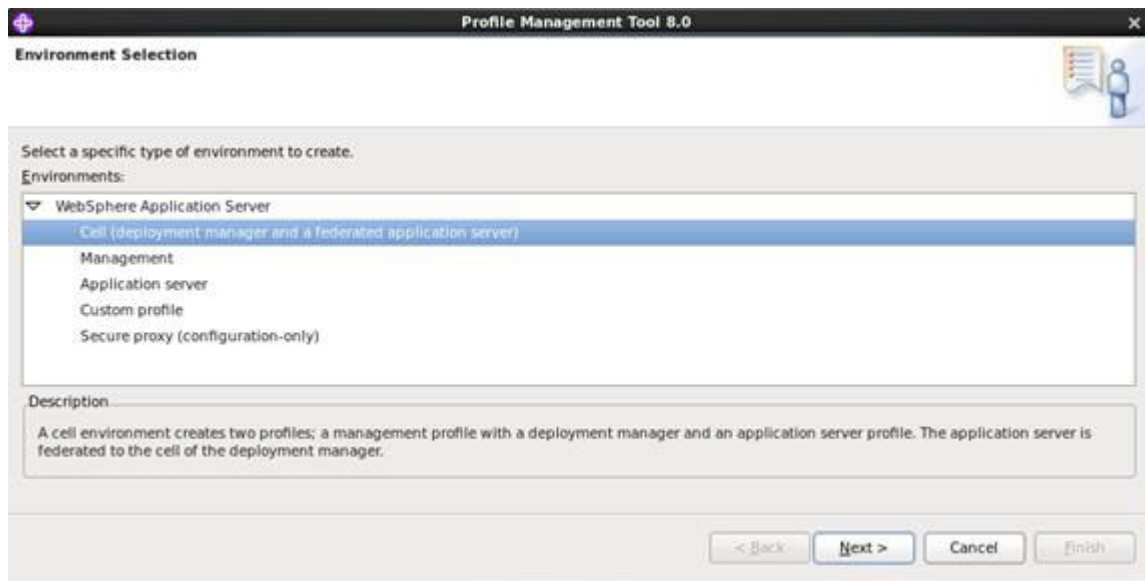 Profile Management Tool 8.0
Environment Selection
Select a specific type of environment to create.
Environments:
WebSphere Application Server
Cell (deployment manager and a federated application server)
Management
Application server
Custom profile
Secure proxy (configuration-only)
Description
A cell environment creates two profiles; a management profile with a deployment manager and an application server profile. The application server is
federated to the cell of the deployment manager.
< Back Next > Cancel Finish